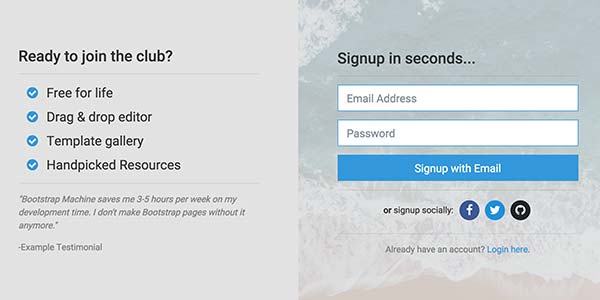 Ready to join the club?
Free for life
Drag & drop editor
Template gallery
Handpicked Resources
"Bootstrap Machine saves me 3-5 hours per week on my
development time. I don't make Bootstrap pages without it
anymore."
-Example Testimonial
Signup in seconds...
Email Address
Password
Signup with Email
or signup socially:
Already have an account? Login here.